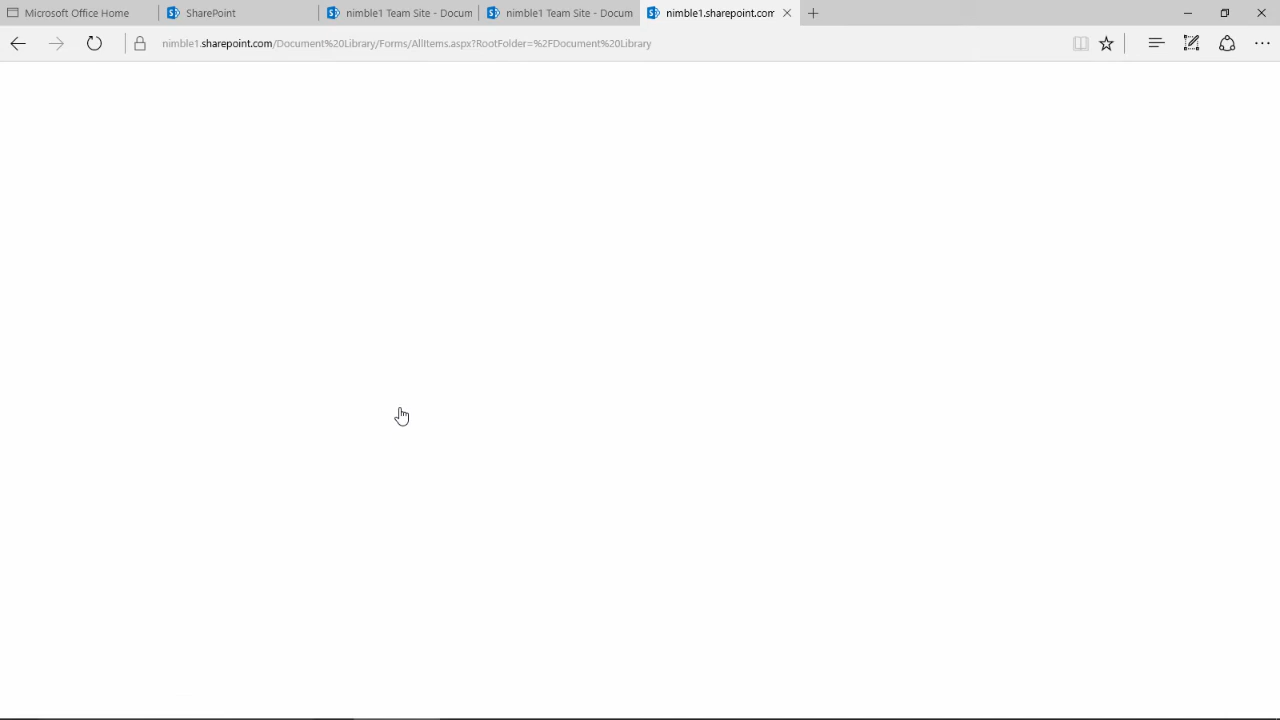 Microsoft Office Home
SharePoint
nimble1 Team Site - Docum
nimble1 Team Site - Docum
nimble1.sharepoint.com
nimble1.sharepoint.com/Document%20Library/Forms/AllItems.aspx?RootFolder=%2FDocument%20Library